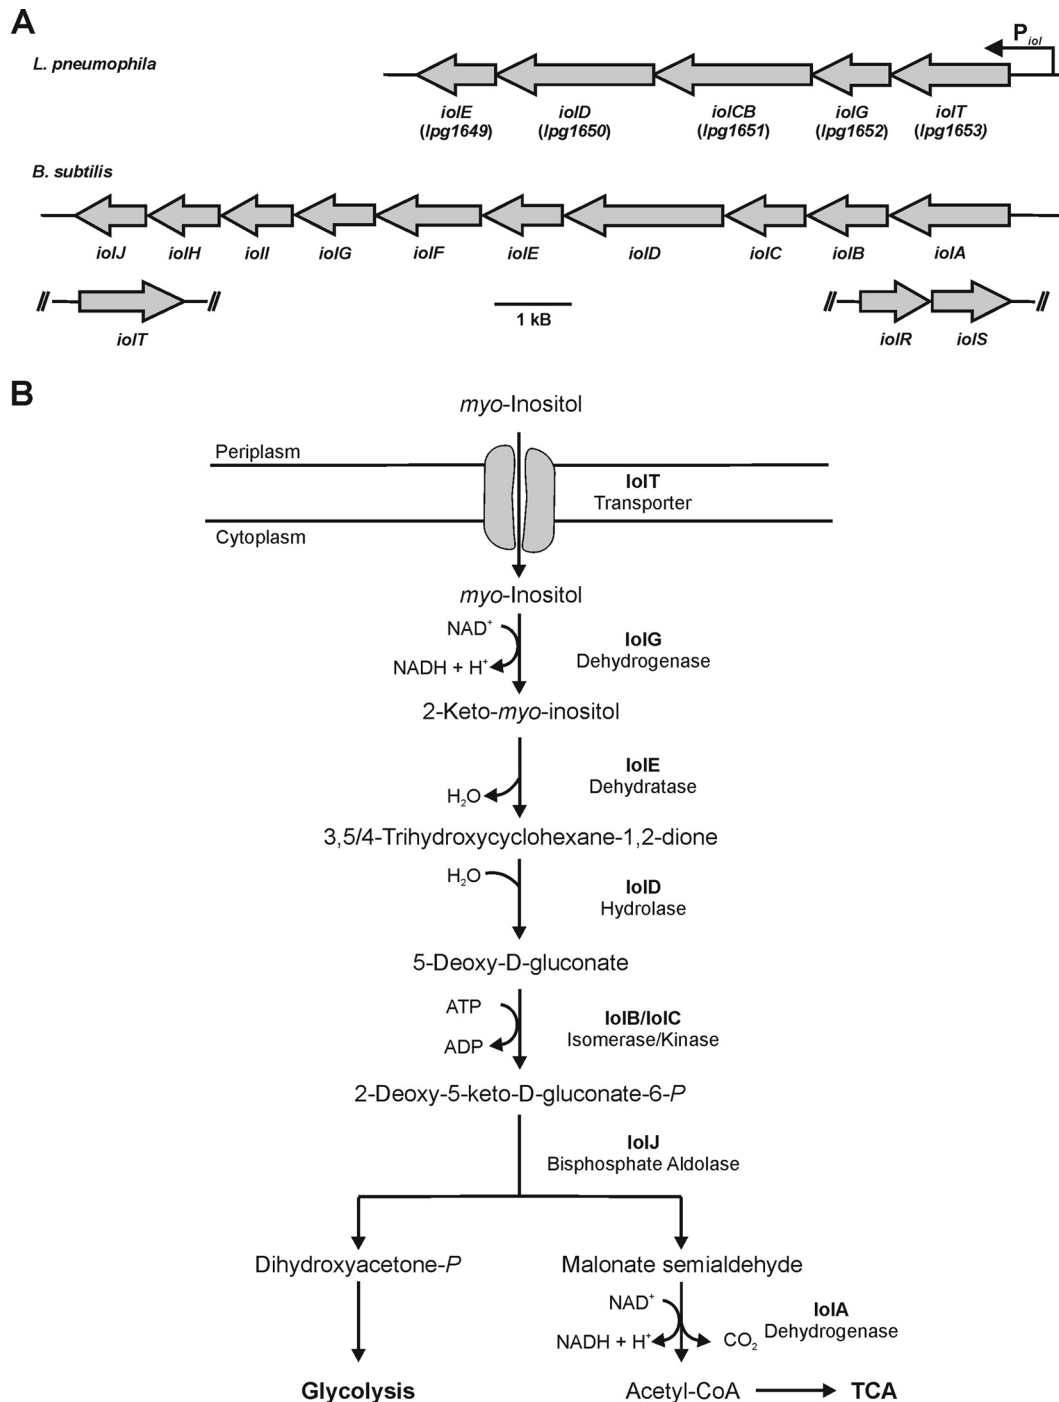 A
P iol
L. pneumophila
iolE iolD iolCB iolG iolT
(lpg1649) (lpg1650) (lpg1651) (lpg1652) (lpg1653)
B. subtilis
iolJ iolH iolI iolG iolF iolE iolD iolC iolB iolA
1 kB
iolT iolR iolS
B
myo-Inositol
Periplasm
IolT
Transporter
Cytoplasm
myo-Inositol
NAD+
IolG
NADH + H+ Dehydrogenase
2-Keto-myo-inositol
IolE
Dehydratase
H2O
3,5/4-Trihydroxycyclohexane-1,2-dione
H2O
IolD
Hydrolase
5-Deoxy-D-gluconate
ATP
IolB/IolC
Isomerase/Kinase
ADP
2-Deoxy-5-keto-D-gluconate-6-P
IolJ
Bisphosphate Aldolase
Dihydroxyacetone-P Malonate semialdehyde
NAD+ IolA
Dehydrogenase
NADH + H+ CO2
Glycolysis Acetyl-CoA TCA